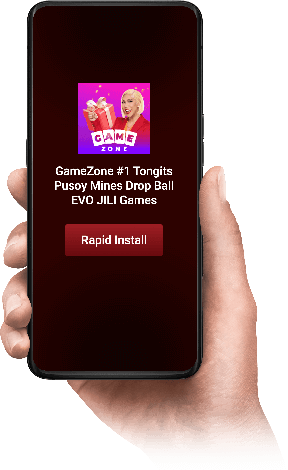 GAME
ZONE
GameZone #1 Tongits
Pusoy Mines Drop Ball
EVO JILI Games
Rapid Install